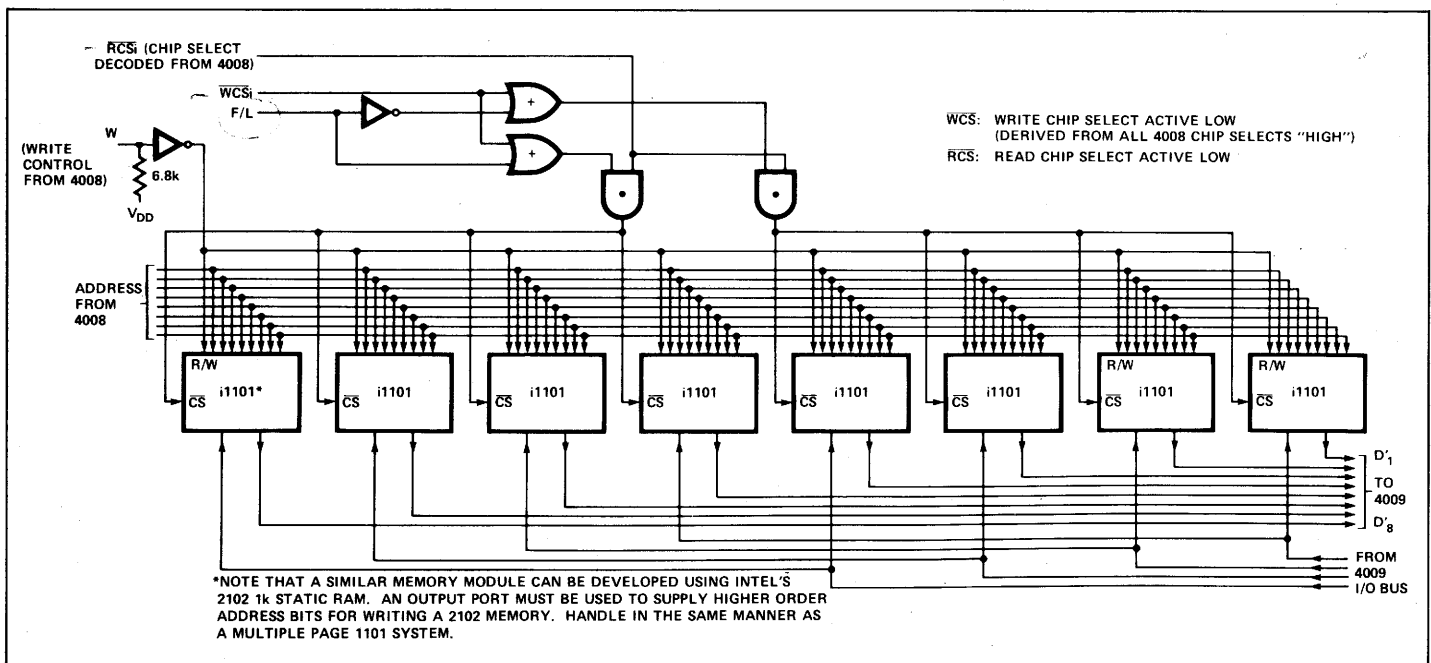 RCSi (CHIP SELECT
DECODED FROM 4008)
WCSi
F/L
W
(WRITE
CONTROL
FROM 4008)
6.8k
VDD
WCS: WRITE CHIP SELECT ACTIVE LOW
(DERIVED FROM ALL 4008 CHIP SELECTS "HIGH")
RCS: READ CHIP SELECT ACTIVE LOW
ADDRESS
FROM
4008
R/W
i1101*
CS
i1101
CS
i1101
CS
i1101
CS
i1101
CS
i1101
CS
R/W
i1101
CS
R/W
i1101
CS
D'1
TO
4009
D'8
FROM
4009
I/O BUS
*NOTE THAT A SIMILAR MEMORY MODULE CAN BE DEVELOPED USING INTEL'S
2102 1k STATIC RAM. AN OUTPUT PORT MUST BE USED TO SUPPLY HIGHER ORDER
ADDRESS BITS FOR WRITING A 2102 MEMORY. HANDLE IN THE SAME MANNER AS
A MULTIPLE PAGE 1101 SYSTEM.